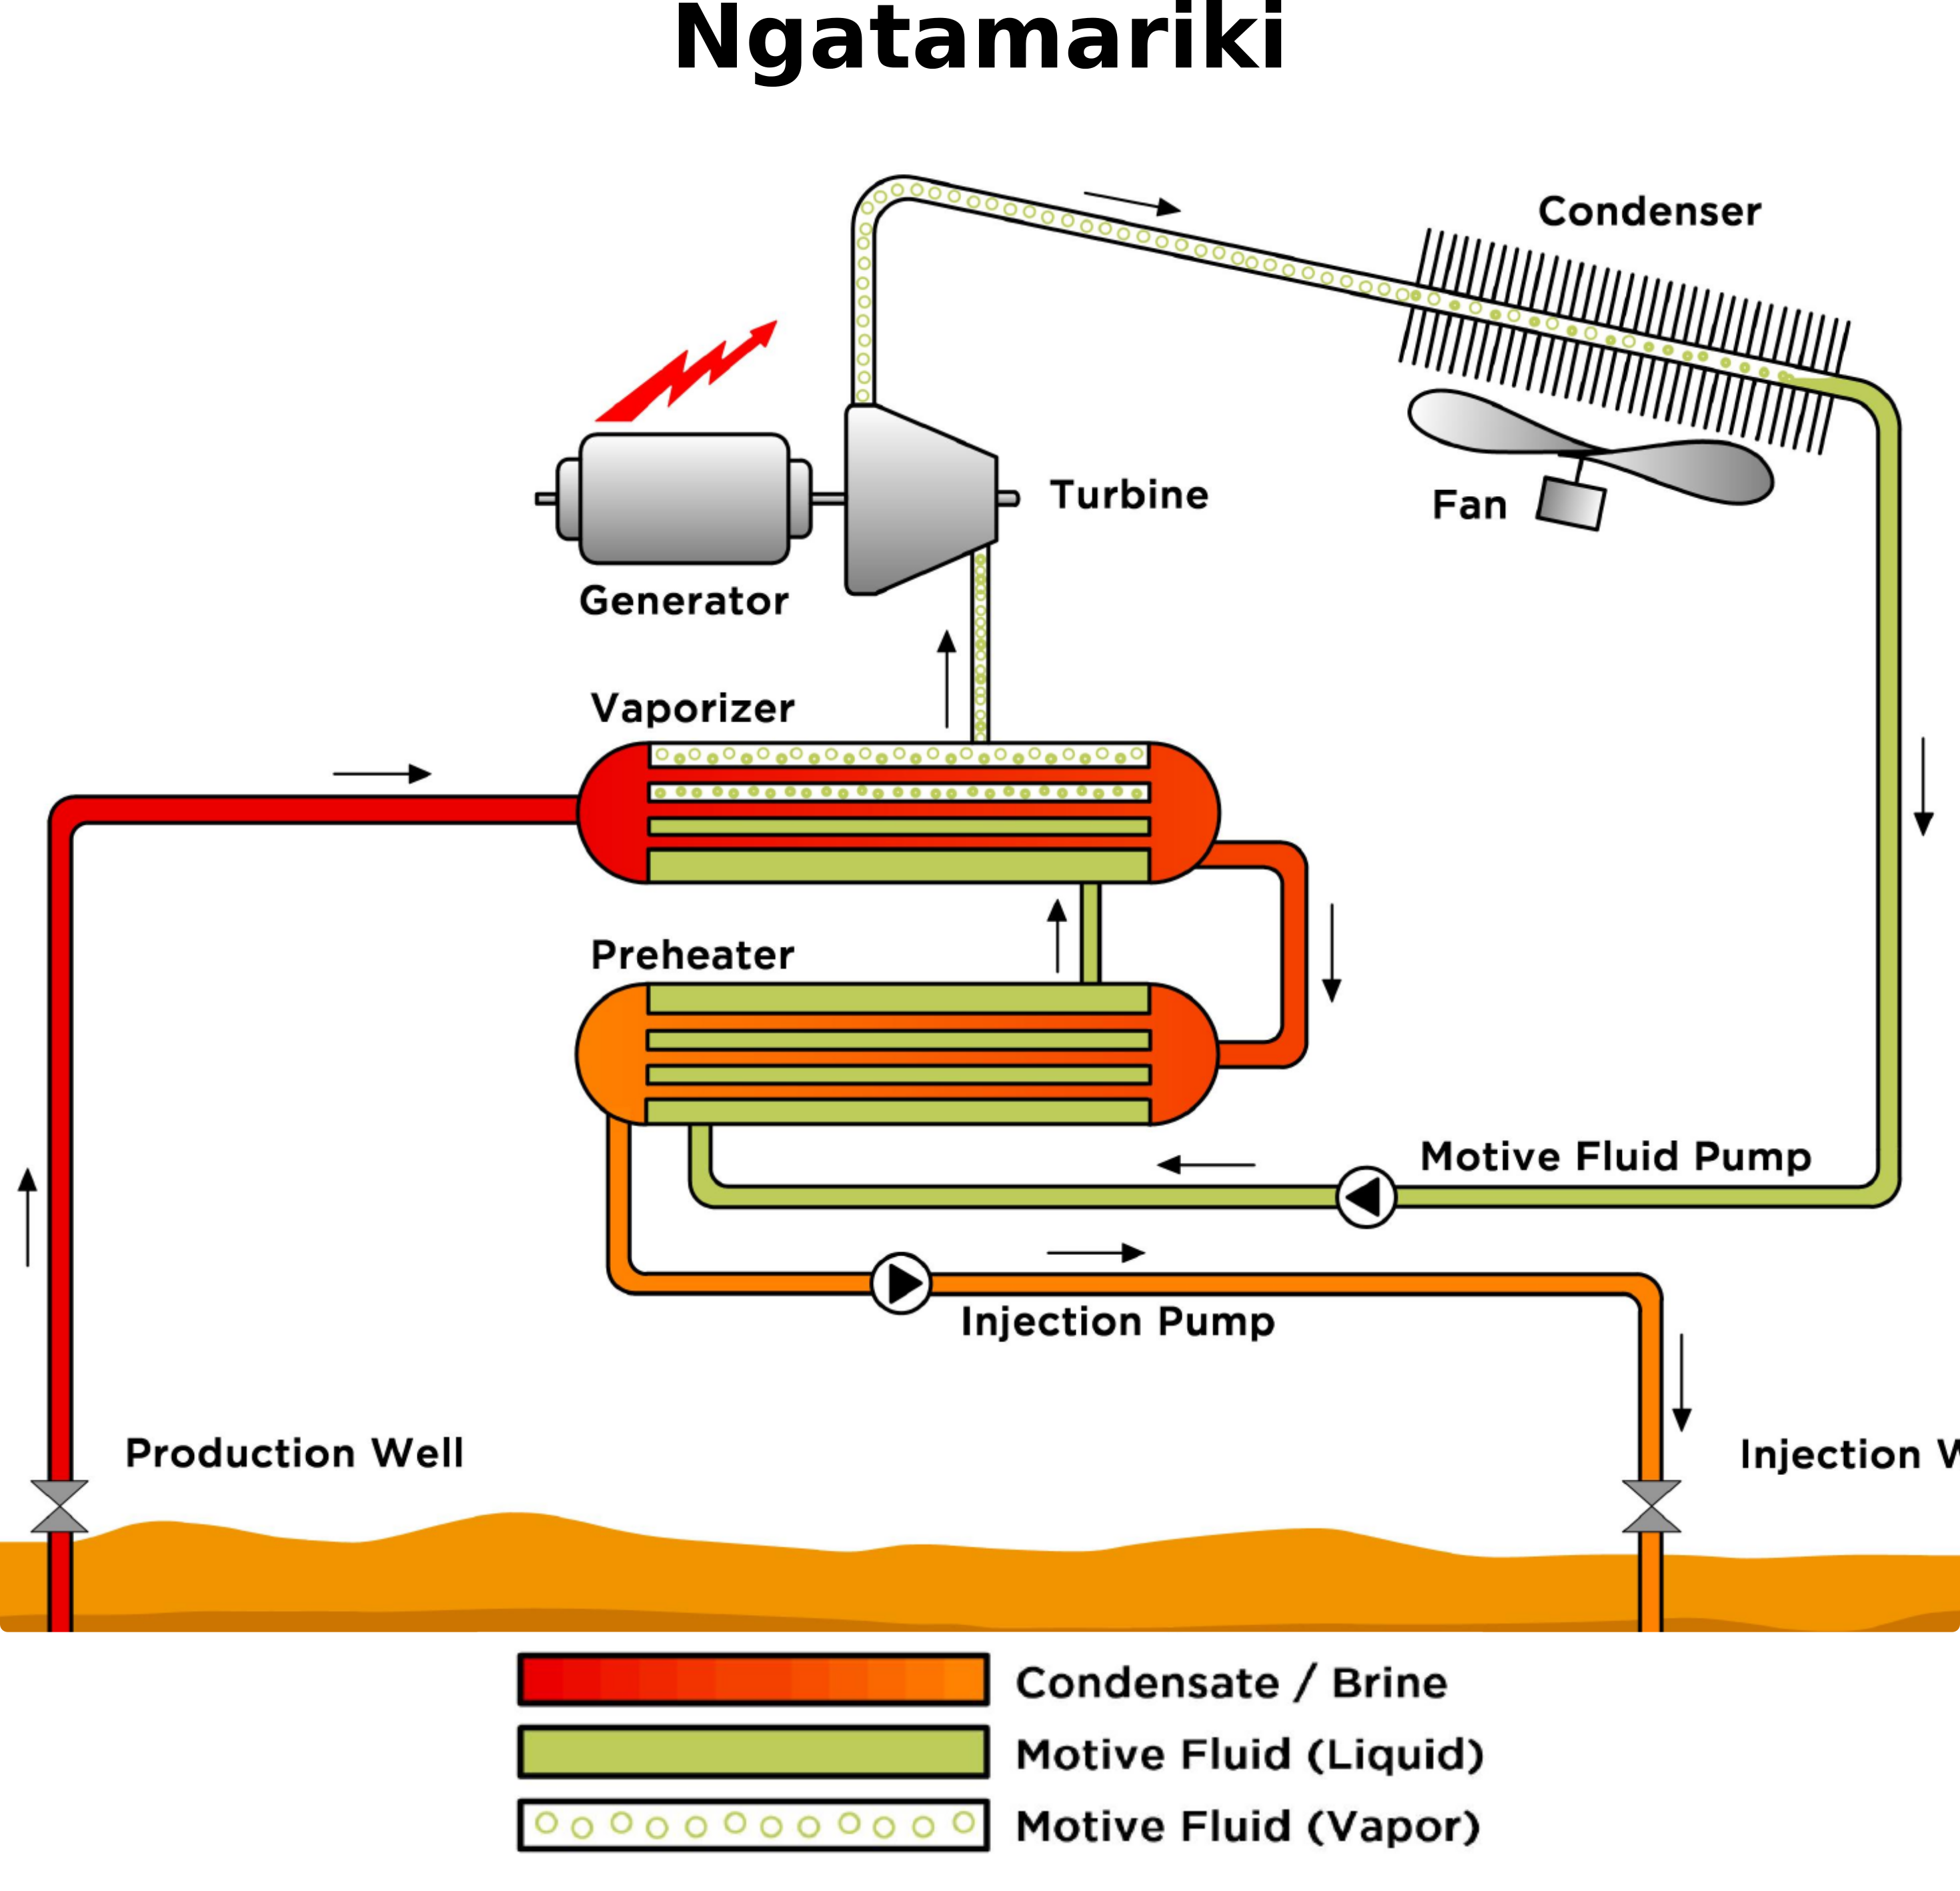 Ngatamariki
Condenser
Turbine
Fan
Generator
Vaporizer
Preheater
Motive Fluid Pump
Injection Pump
Production Well
Injection
Condensate / Brine
Motive Fluid (Liquid)
Motive Fluid (Vapor)